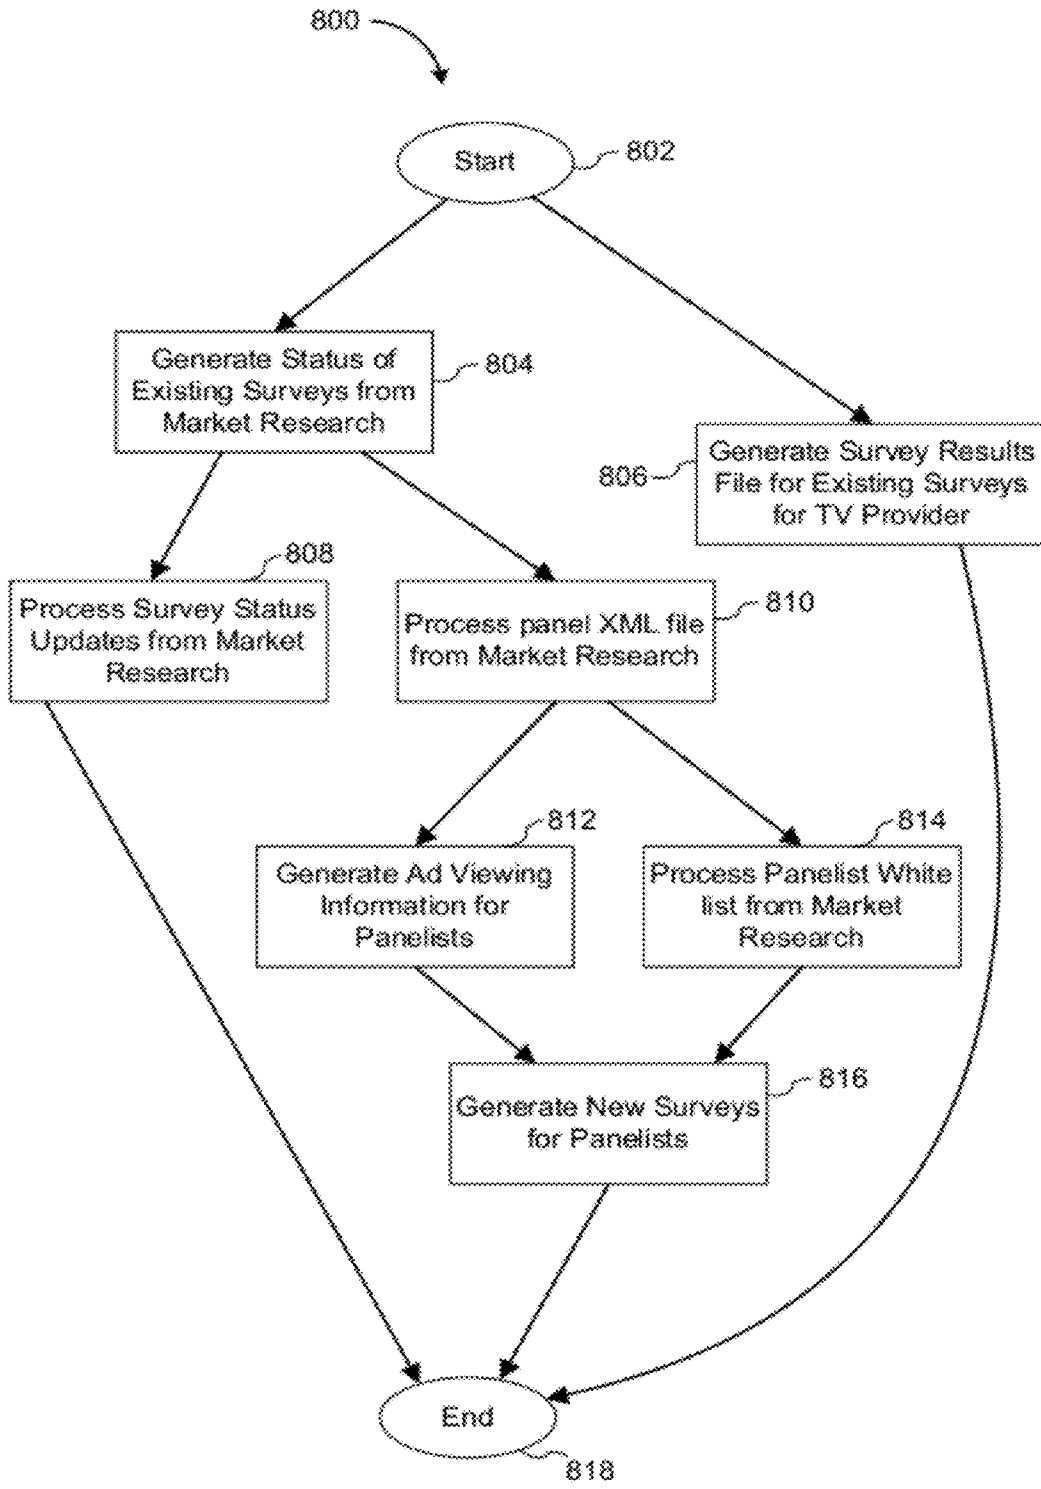 800
Start
802
Generate Status of
Existing Surveys from
Market Research
804
Generate Survey Results
File for Existing Surveys
for TV Provider
806
808
Process Survey Status
Updates from Market
Research
Process panel XML file
from Market Research
810
812
Generate Ad Viewing
Information for
Panelists
814
Process Panelist White
list from Market
Research
Generate New Surveys
for Panelists
816
End
818